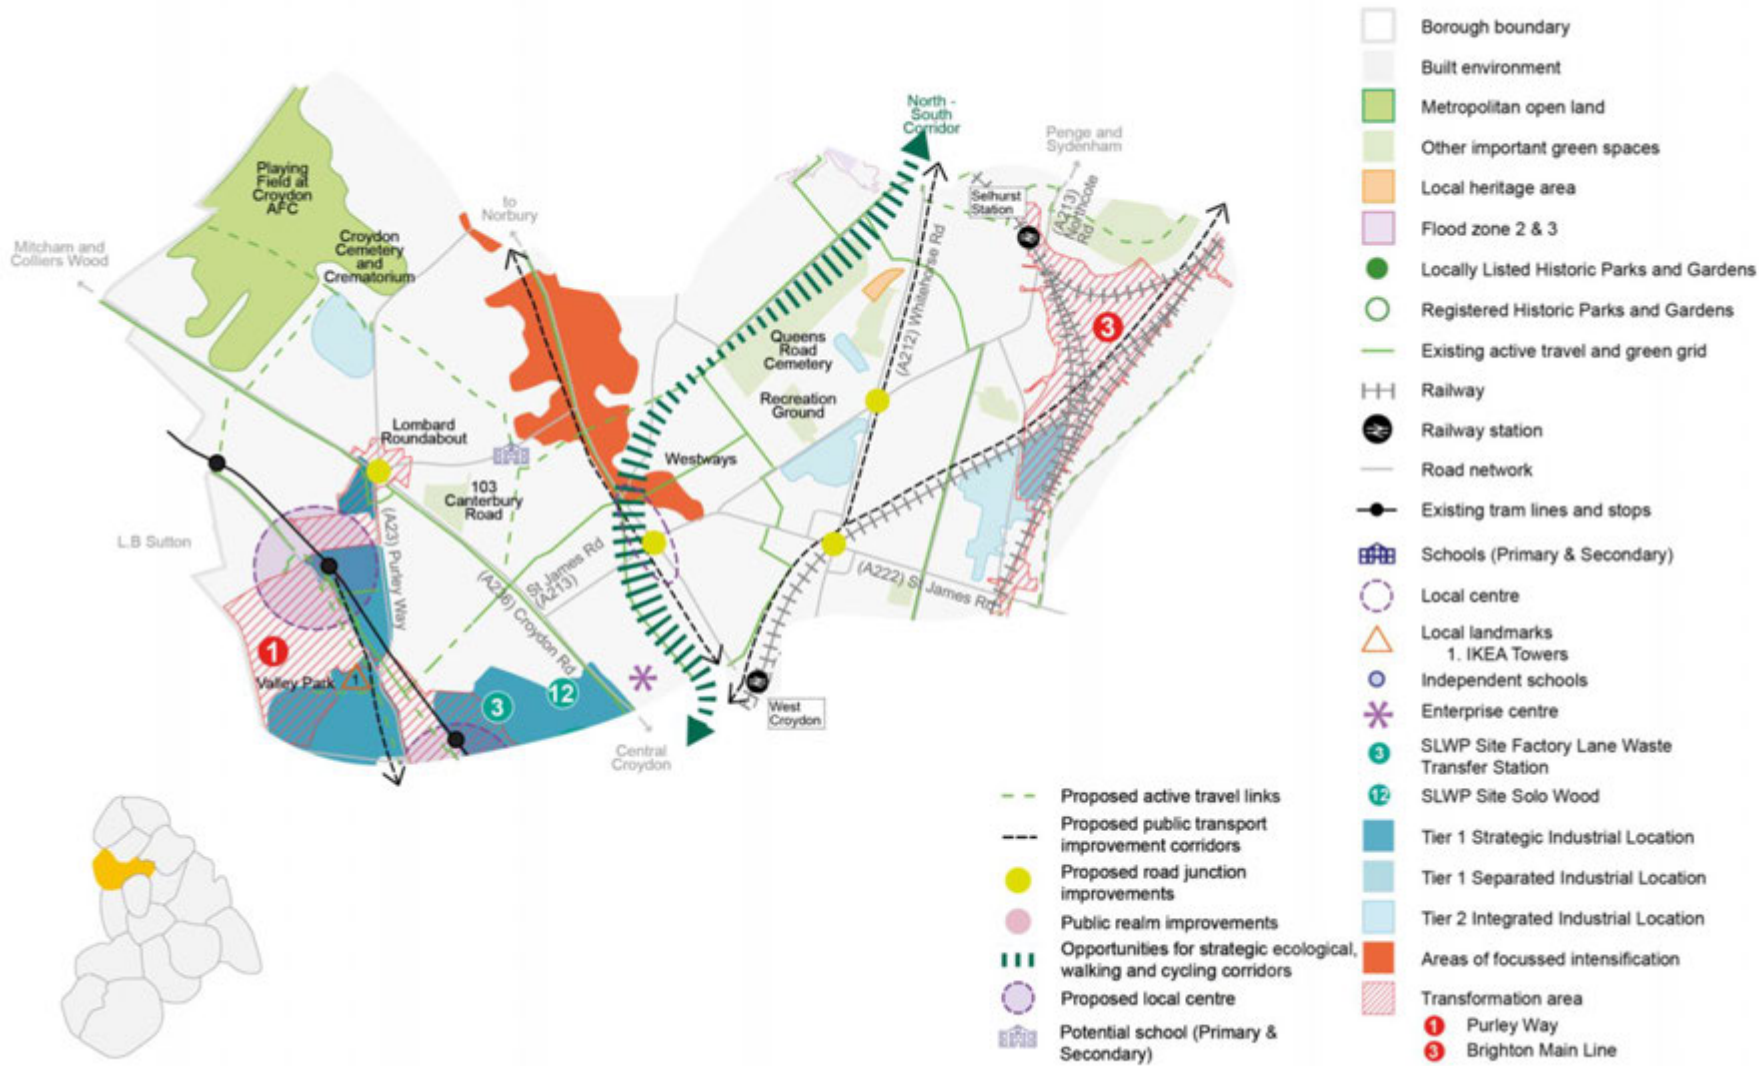 North -
South
Corridor
Penge and
Sydenham
Playing
Field at
Croydon
AFC
to
Norbury
Selhurst
Station
(A213)
Northcote
Rd
Mitcham and
Colliers Wood
Croydon
Cemetery
and
Crematorium
(A212) Whitehorse Rd
3
Queens
Road
Cemetery
Recreation
Ground
Lombard
Roundabout
Westways
103
Canterbury
Road
L.B Sutton
(A23) Purley Way
St James Rd
(A213)
(A236) Croydon Rd
(A222) St James Rd
1
Valley Park
1
3
12
West
Croydon
Central
Croydon
Proposed active travel links
Proposed public transport
improvement corridors
Proposed road junction
improvements
Public realm improvements
Opportunities for strategic ecological,
walking and cycling corridors
Proposed local centre
Potential school (Primary &
Secondary)
Borough boundary
Built environment
Metropolitan open land
Other important green spaces
Local heritage area
Flood zone 2 & 3
Locally Listed Historic Parks and Gardens
Registered Historic Parks and Gardens
Existing active travel and green grid
Railway
Railway station
Road network
Existing tram lines and stops
Schools (Primary & Secondary)
Local centre
Local landmarks
1. IKEA Towers
Independent schools
Enterprise centre
3 SLWP Site Factory Lane Waste
Transfer Station
12 SLWP Site Solo Wood
Tier 1 Strategic Industrial Location
Tier 1 Separated Industrial Location
Tier 2 Integrated Industrial Location
Areas of focussed intensification
Transformation area
1 Purley Way
3 Brighton Main Line